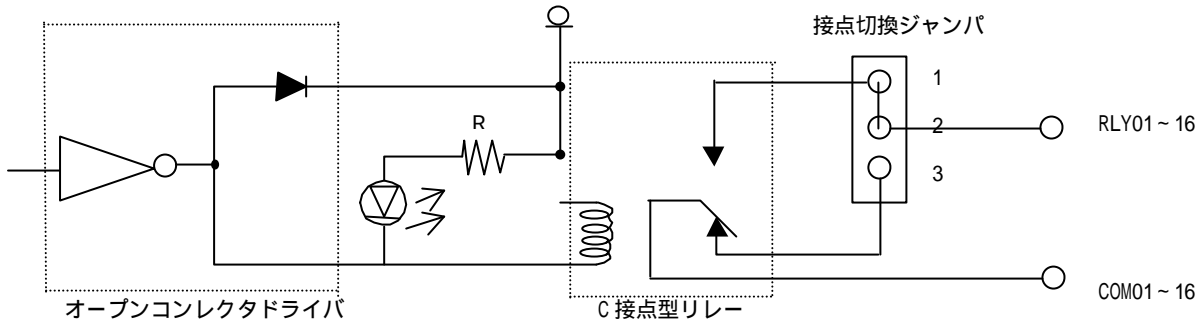 接点切換ジャンパ
1
R
2
RLY01~16
3
オープンコンレクタドライバ
C接点型リレー
COM01~16